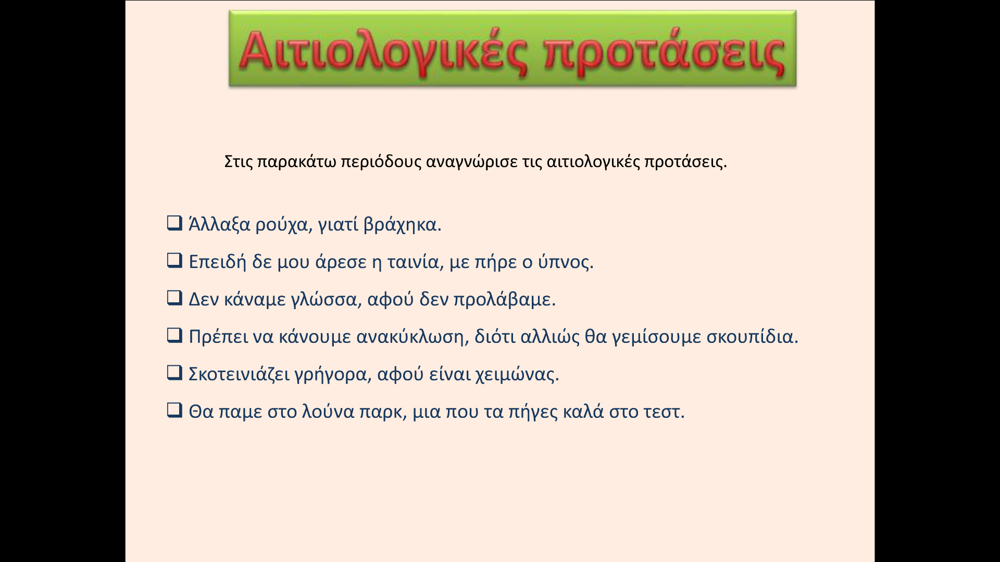 Αιτιολογικές προτάσεις
Στις παρακάτω περιόδους αναγνώρισε τις αιτιολογικές προτάσεις.
❑ Άλλαξα ρούχα, γιατί βράχηκα.
❑ Επειδή δε μου άρεσε η ταινία, με πήρε ο ύπνος.
❑ Δεν κάναμε γλώσσα, αφού δεν προλάβαμε.
❑ Πρέπει να κάνουμε ανακύκλωση, διότι αλλιώς θα γεμίσουμε σκουπίδια.
❑ Σκοτεινιάζει γρήγορα, αφού είναι χειμώνας.
❑ Θα παμε στο λούνα παρκ, μια που τα πήγες καλά στο τεστ.